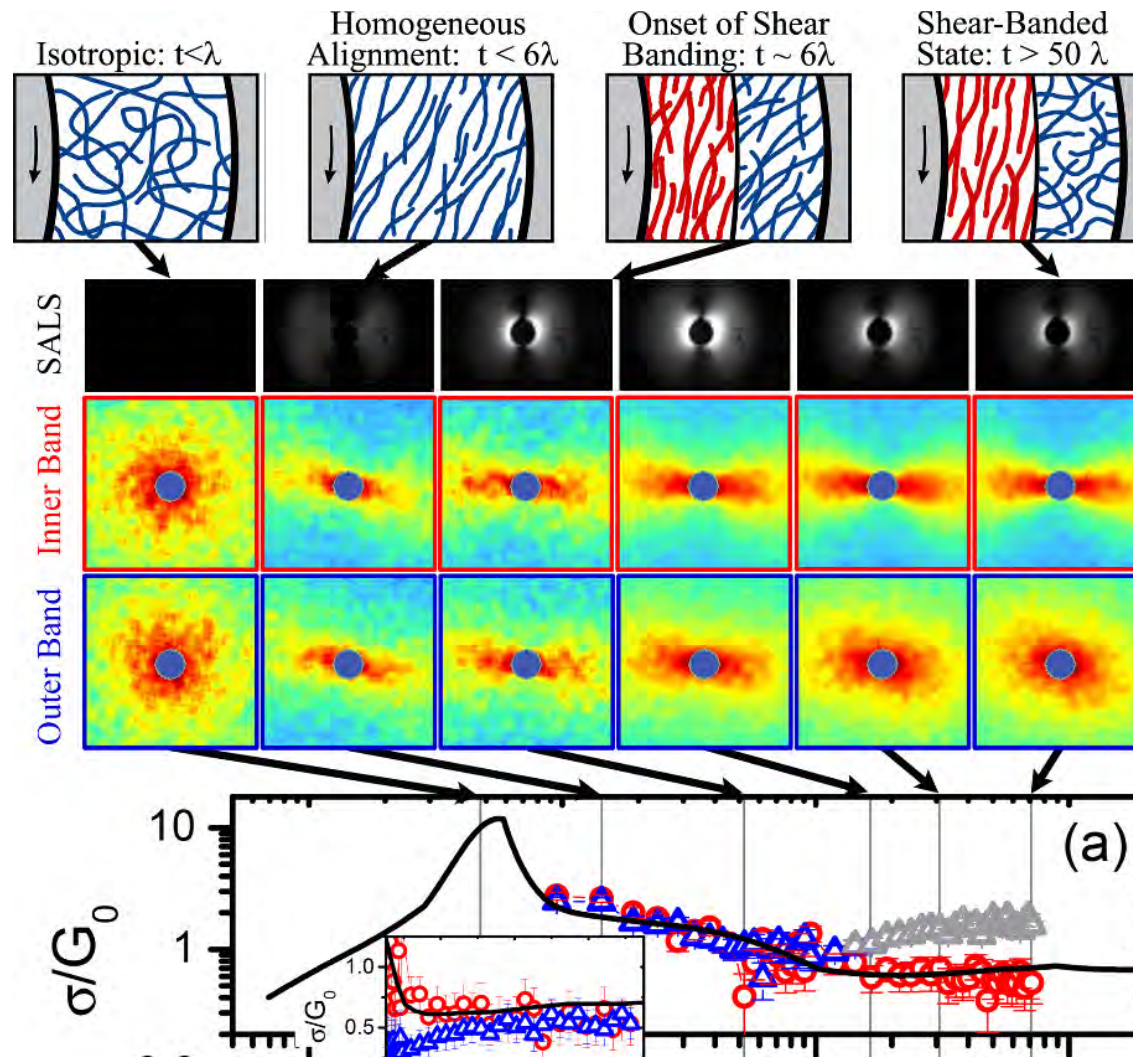 Isotropic: t<λ
Homogeneous
Alignment: t < 6λ
Onset of Shear
Banding: t ~ 6λ
Shear-Banded
State: t > 50 λ
SALS
Inner Band
Outer Band
10
1
σ/G₀
(a)
1.0
0.5
σ/G₀